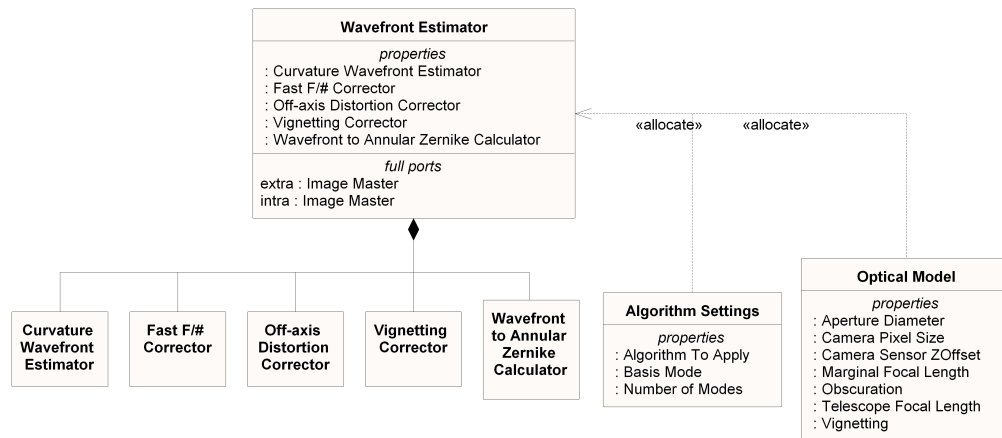 Wavefront Estimator
properties
: Curvature Wavefront Estimator
: Fast F/# Corrector
: Off-axis Distortion Corrector
: Vignetting Corrector
: Wavefront to Annular Zernike Calculator
full ports
extra : Image Master
intra : Image Master
«allocate»
«allocate»
Curvature
Wavefront
Estimator
Fast F/#
Corrector
Off-axis
Distortion
Corrector
Vignetting
Corrector
Wavefront
to Annular
Zernike
Calculator
Algorithm Settings
properties
: Algorithm To Apply
: Basis Mode
: Number of Modes
Optical Model
properties
: Aperture Diameter
: Camera Pixel Size
: Camera Sensor ZOffset
: Marginal Focal Length
: Obscuration
: Telescope Focal Length
: Vignetting